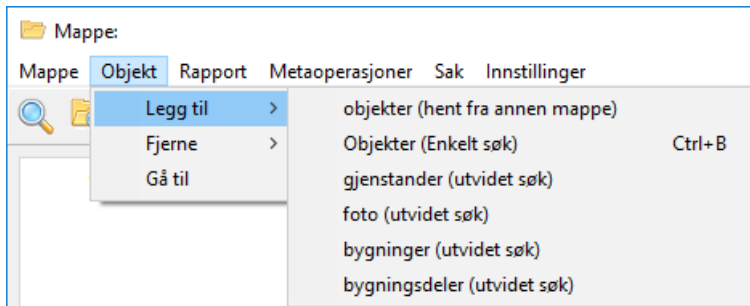 Mappe:
Mappe Objekt Rapport Metaoperasjoner Sak Innstillinger
Legg til > objekter (hent fra annen mappe)
Fjerne > Objekter (Enkelt søk) Ctrl+B
Gå til gjenstander (utvidet søk)
foto (utvidet søk)
bygninger (utvidet søk)
bygningsdeler (utvidet søk)